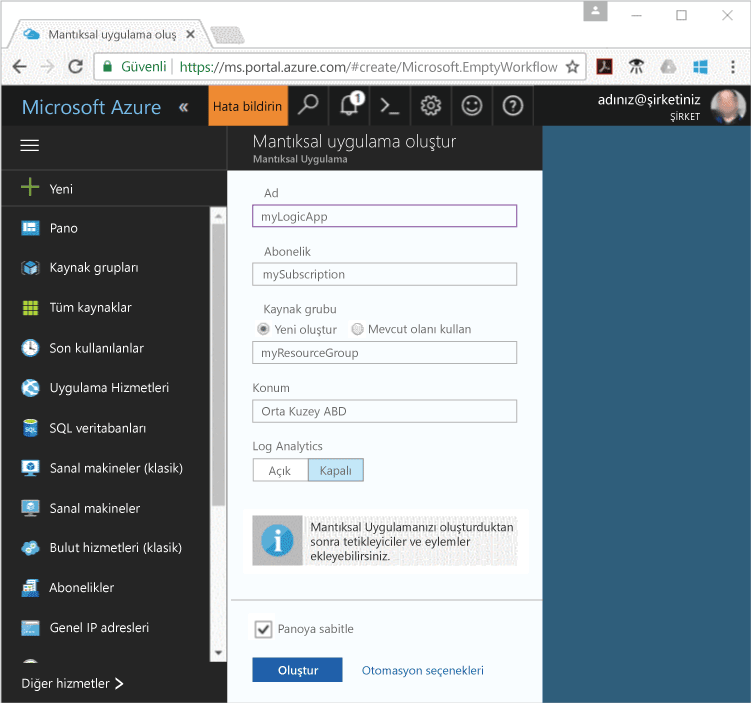 Mantıksal uygulama oluş
Güvenli
https://ms.portal.azure.com/#create/Microsoft.EmptyWorkflow
Microsoft Azure
Hata bildirin
1
adınız@şirketiniz
ŞİRKET
Mantıksal uygulama oluştur
Mantıksal Uygulama
Yeni
Pano
Kaynak grupları
Tüm kaynaklar
Son kullanılanlar
Uygulama Hizmetleri
SQL
SQL veritabanları
Sanal makineler (klasik)
Sanal makineler
Bulut hizmetleri (klasik)
Abonelikler
Genel IP adresleri
Diğer hizmetler
Ad
myLogicApp
Abonelik
mySubscription
Kaynak grubu
Yeni oluştur
Mevcut olanı kullan
myResourceGroup
Konum
Orta Kuzey ABD
Log Analytics
Açık
Kapalı
Mantıksal Uygulamanızı oluşturduktan
sonra tetikleyiciler ve eylemler
ekleyebilirsiniz.
Panoya sabitle
Oluştur
Otomasyon seçenekleri